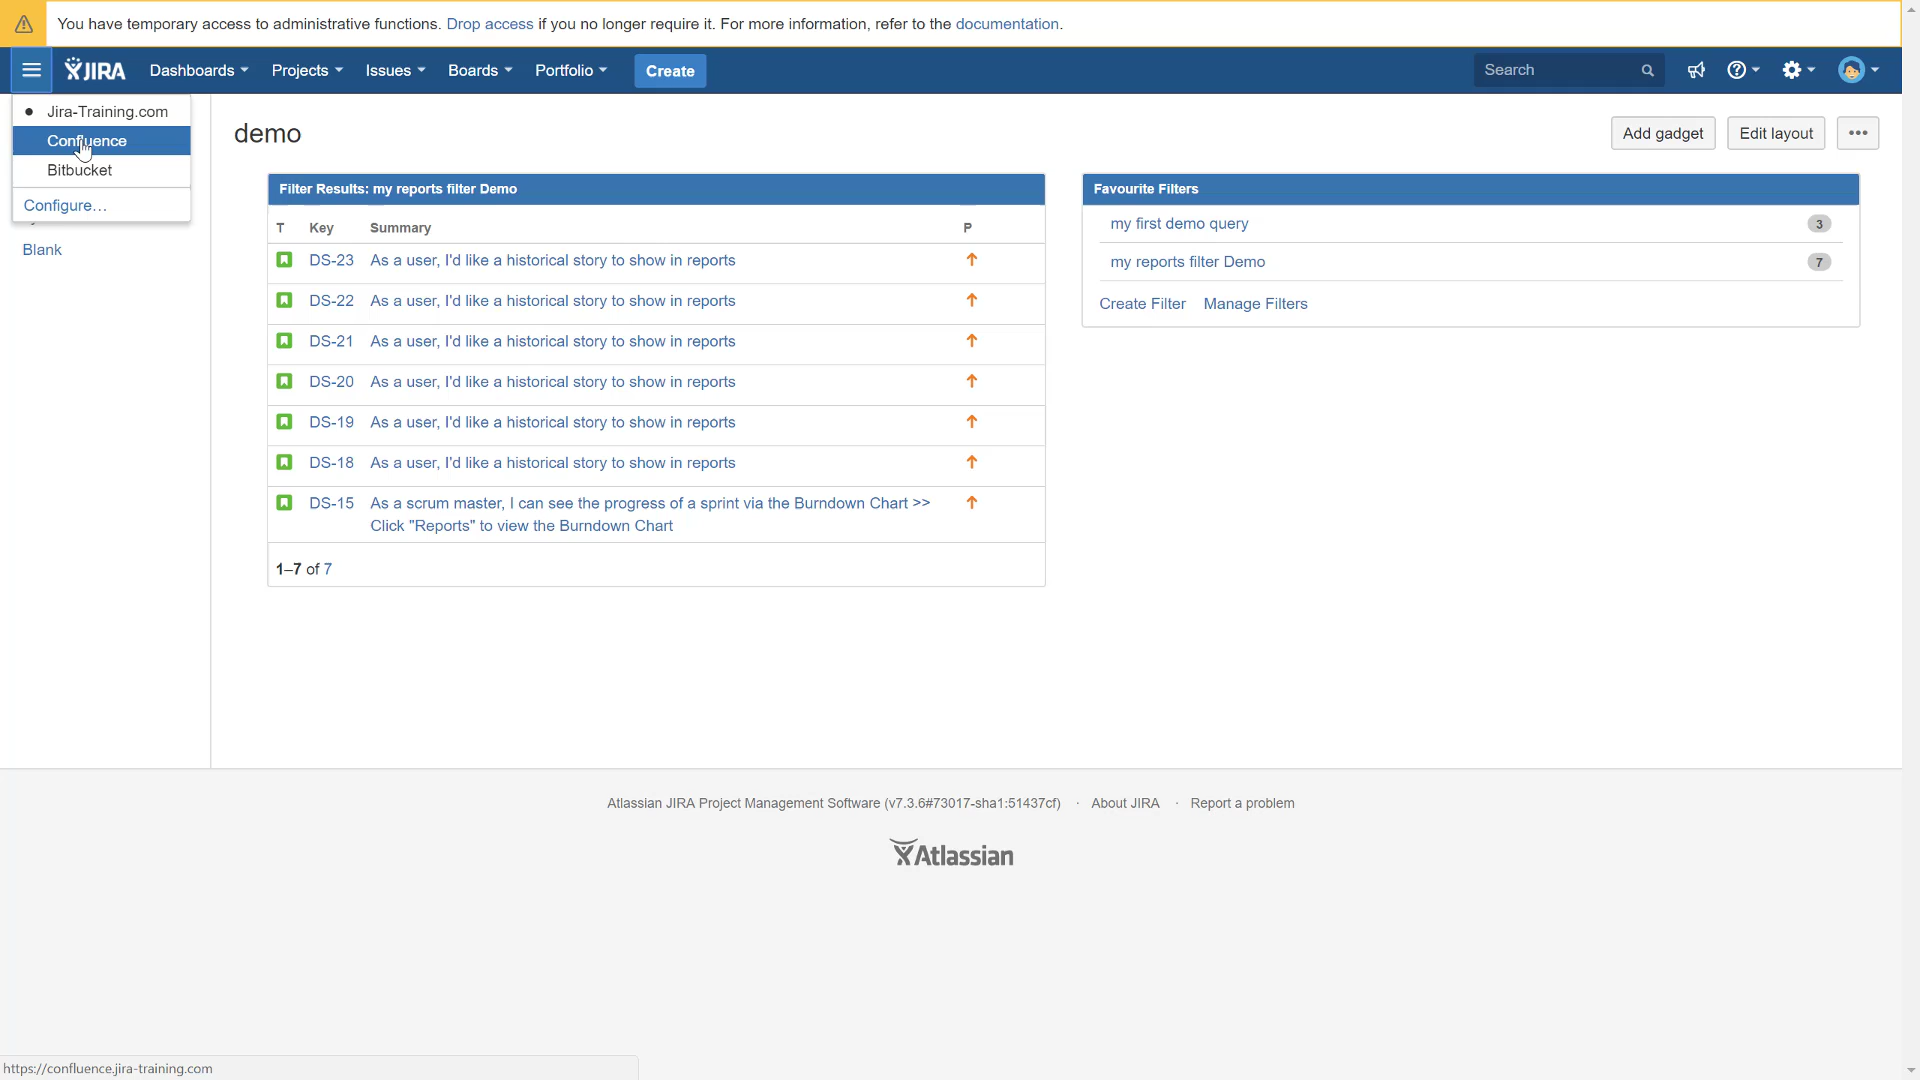 You have temporary access to administrative functions. Drop access if you no longer require it. For more information, refer to the documentation.
JIRA Dashboards Projects Issues Boards Portfolio Create Search
Jira-Training.com
Confluence
Bitbucket
Configure…
Blank
demo
Add gadget Edit layout
Filter Results: my reports filter Demo
T Key Summary P
DS-23 As a user, I'd like a historical story to show in reports
DS-22 As a user, I'd like a historical story to show in reports
DS-21 As a user, I'd like a historical story to show in reports
DS-20 As a user, I'd like a historical story to show in reports
DS-19 As a user, I'd like a historical story to show in reports
DS-18 As a user, I'd like a historical story to show in reports
DS-15 As a scrum master, I can see the progress of a sprint via the Burndown Chart >>
Click "Reports" to view the Burndown Chart
1–7 of 7
Favourite Filters
my first demo query 3
my reports filter Demo 7
Create Filter Manage Filters
Atlassian JIRA Project Management Software (v7.3.6#73017-sha1:51437cf) · About JIRA · Report a problem
Atlassian
https://confluence.jira-training.com